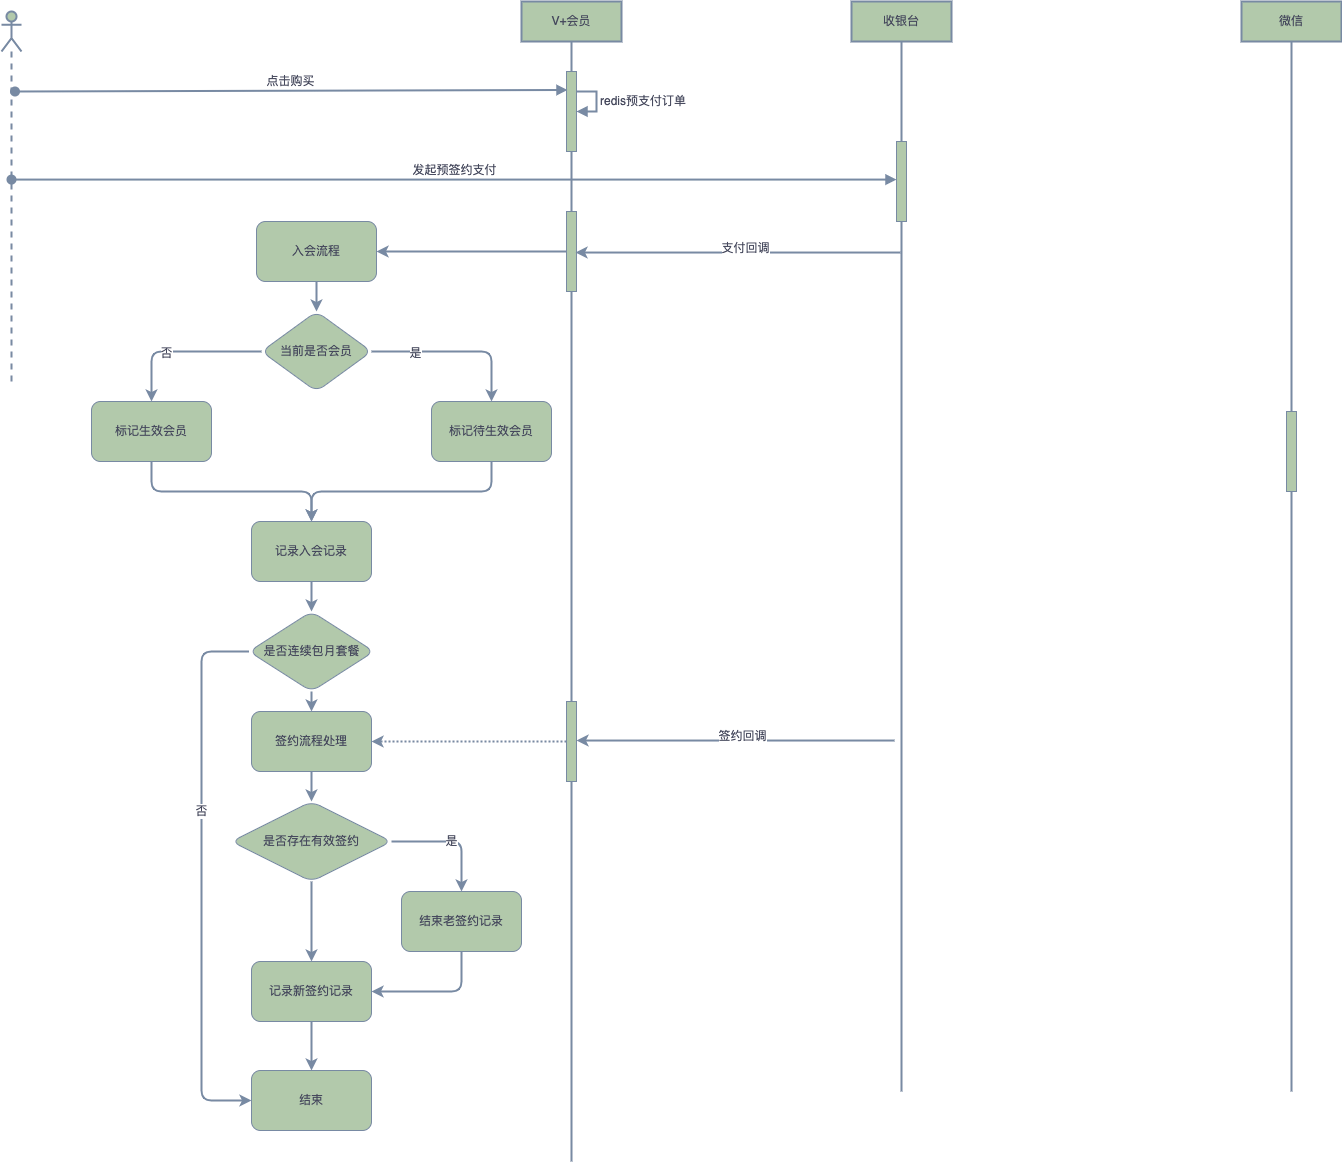 V+会员
收银台
微信
点击购买
redis预支付订单
发起预签约支付
入会流程
支付回调
当前是否会员
否
是
标记生效会员
标记待生效会员
记录入会记录
是否连续包月套餐
签约流程处理
签约回调
否
是否存在有效签约
是
结束老签约记录
记录新签约记录
结束